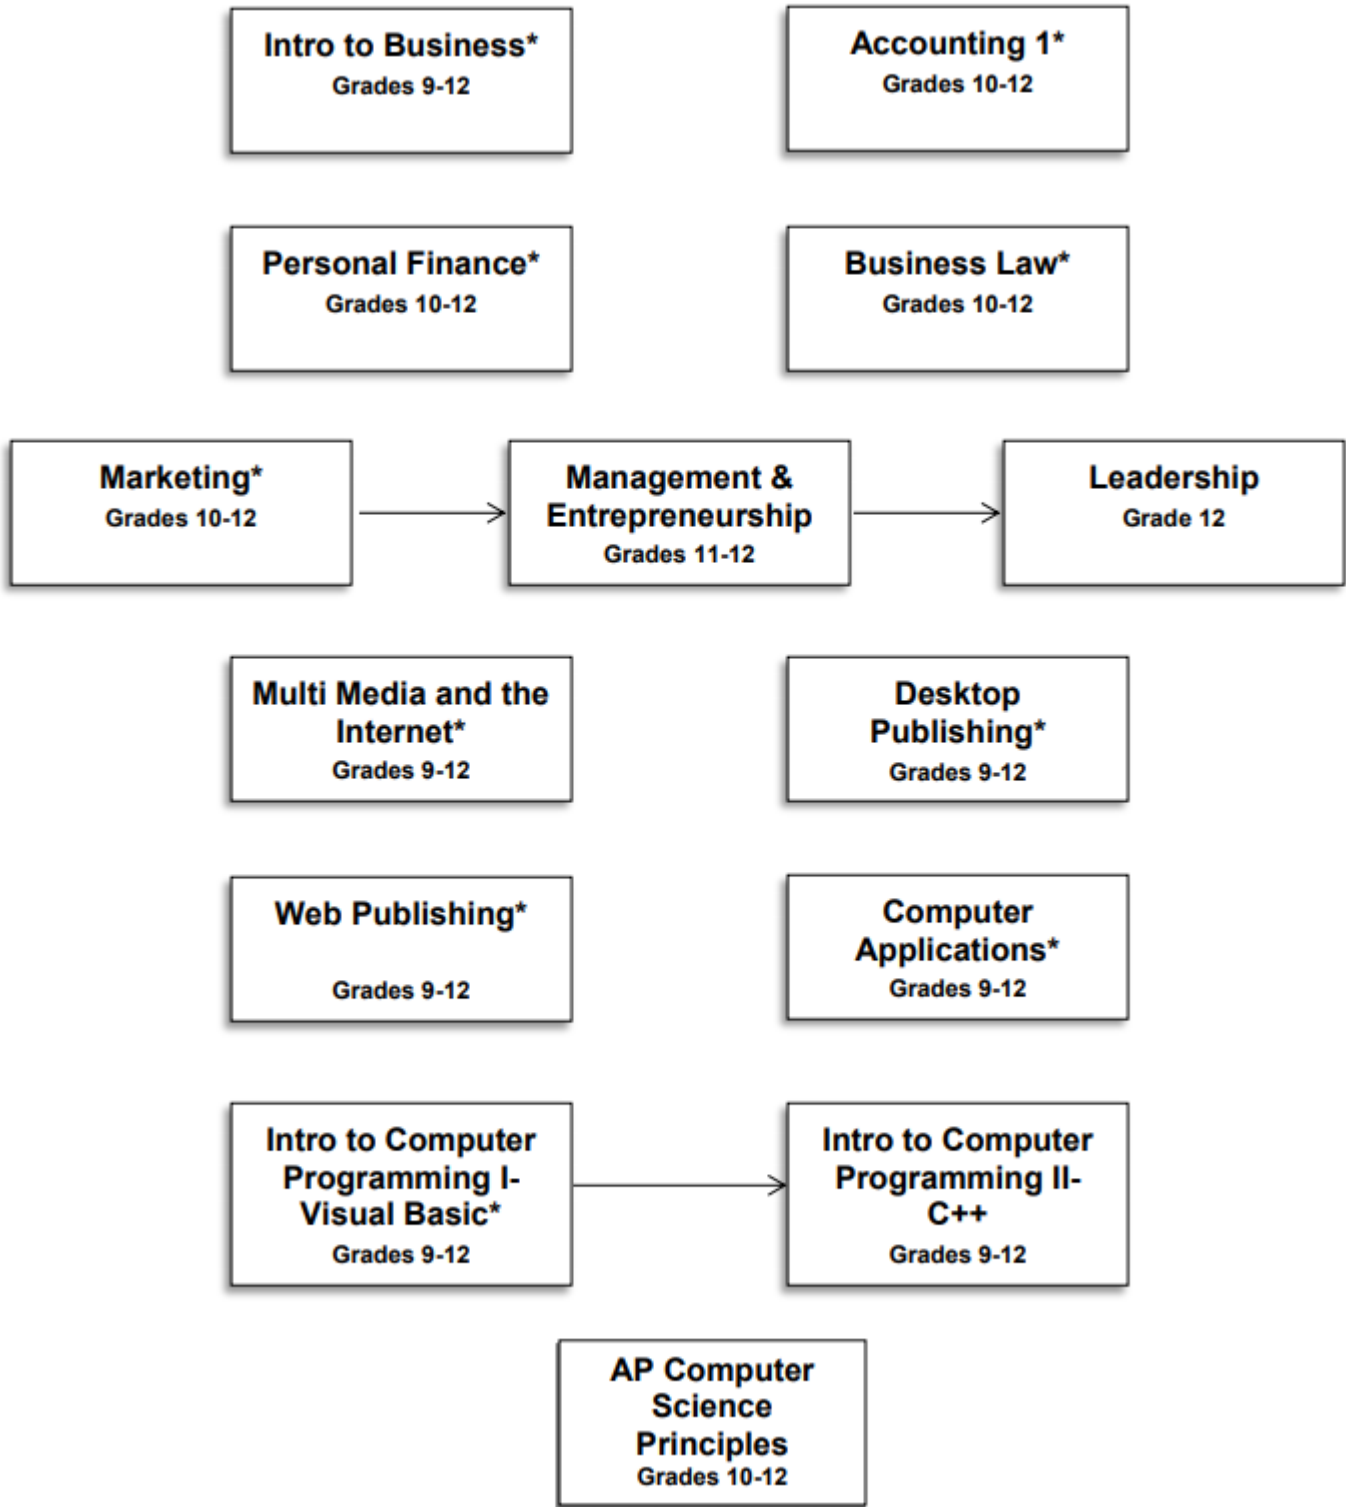 Intro to Business*
Grades 9-12
Accounting 1*
Grades 10-12
Personal Finance*
Grades 10-12
Business Law*
Grades 10-12
Marketing*
Grades 10-12
Management &
Entrepreneurship
Grades 11-12
Leadership
Grade 12
Multi Media and the
Internet*
Grades 9-12
Desktop
Publishing*
Grades 9-12
Web Publishing*
Grades 9-12
Computer
Applications*
Grades 9-12
Intro to Computer
Programming I-
Visual Basic*
Grades 9-12
Intro to Computer
Programming II-
C++
Grades 9-12
AP Computer
Science
Principles
Grades 10-12